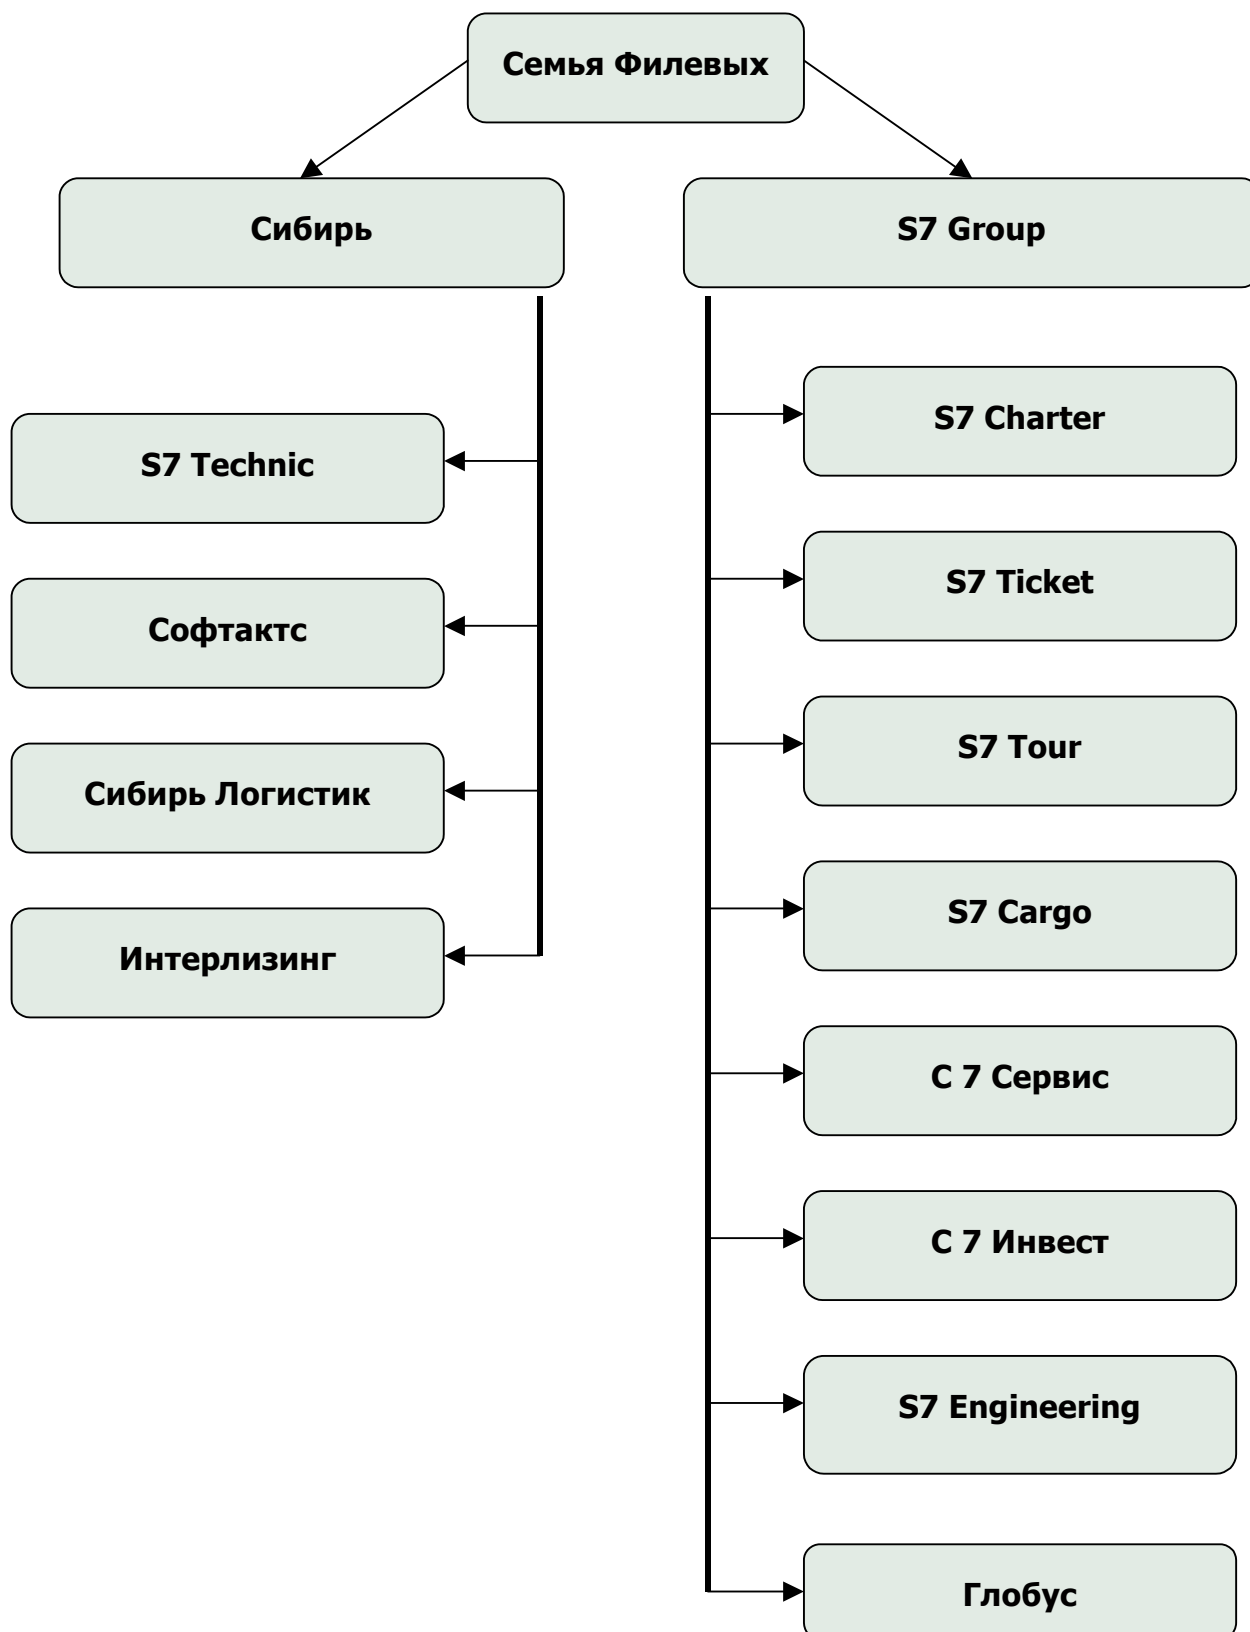 Семья Филевых
Сибирь
S7 Group
S7 Technic
Софтактс
Сибирь Логистик
Интерлизинг
S7 Charter
S7 Ticket
S7 Tour
S7 Cargo
С 7 Сервис
С 7 Инвест
S7 Engineering
Глобус